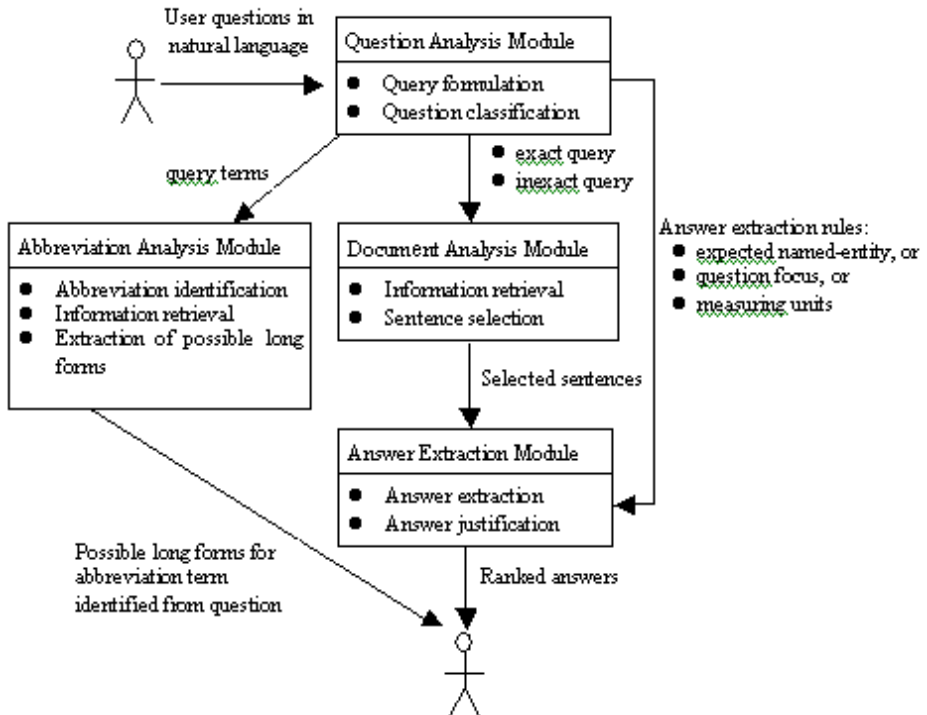 User questions in
natural language
Question Analysis Module
● Query formulation
● Question classification
query terms
● exact query
● inexact query
Abbreviation Analysis Module
● Abbreviation identification
● Information retrieval
● Extraction of possible long
forms
Document Analysis Module
● Information retrieval
● Sentence selection
Answer extraction rules:
● expected named-entity, or
● question focus, or
● measuring units
Selected sentences
Answer Extraction Module
● Answer extraction
● Answer justification
Possible long forms for
abbreviation term
identified from question
Ranked answers